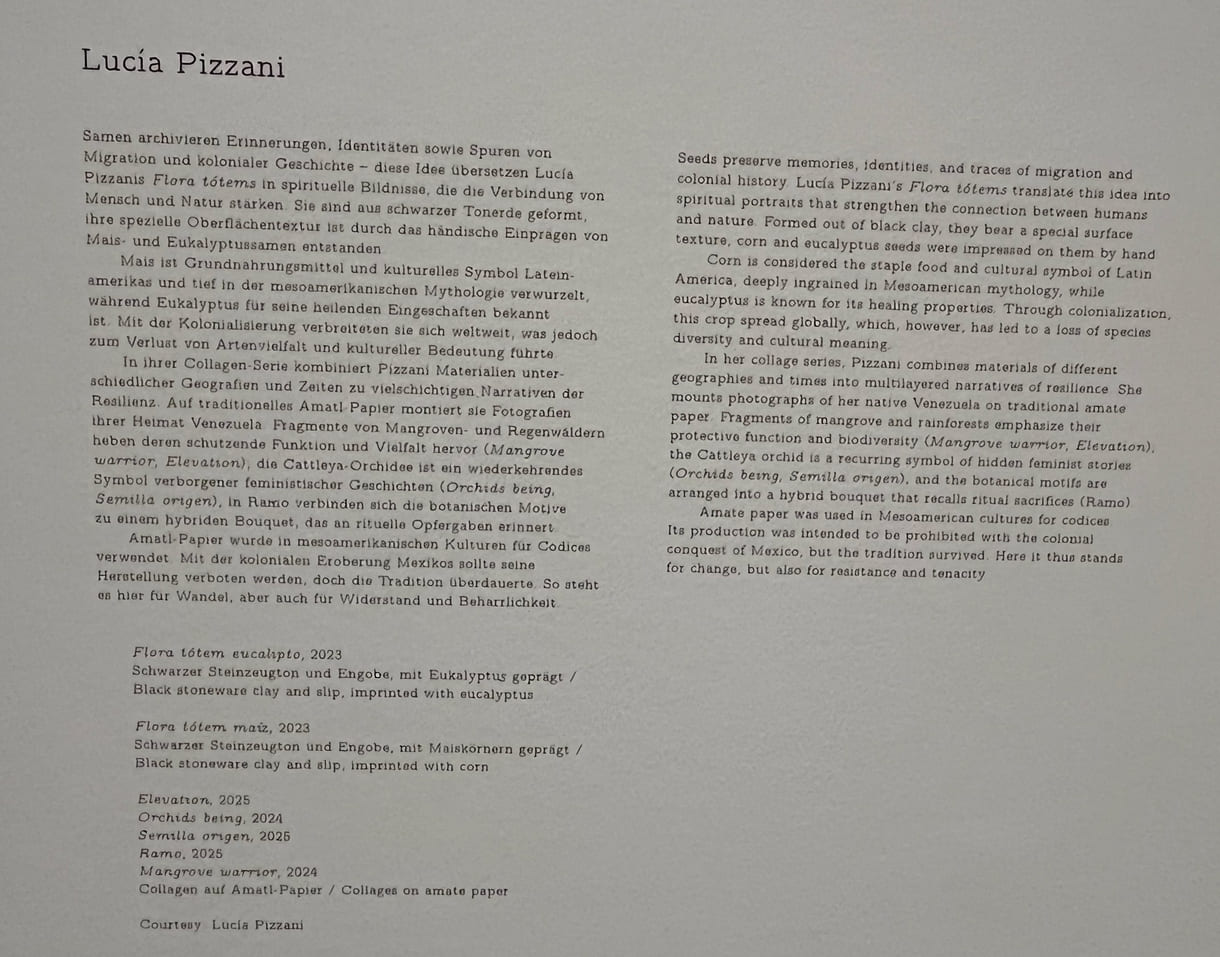 Lucía Pizzani
Samen archivieren Erinnerungen, Identitäten sowie Spuren von
Migration und kolonialer Geschichte – diese Idee übersetzen Lucía
Pizzanis Flora tótems in spirituelle Bildnisse, die die Verbindung von
Mensch und Natur stärken. Sie sind aus schwarzer Tonerde geformt,
ihre spezielle Oberflächentextur ist durch das händische Einprägen von
Mais- und Eukalyptussamen entstanden.
Mais ist Grundnahrungsmittel und kulturelles Symbol Latein-
amerikas und tief in der mesoamerikanischen Mythologie verwurzelt,
während Eukalyptus für seine heilenden Eingeschaften bekannt
ist. Mit der Kolonialisierung verbreiteten sie sich weltweit, was jedoch
zum Verlust von Artenvielfalt und kultureller Bedeutung führte.
In ihrer Collagen-Serie kombiniert Pizzani Materialien unter-
schiedlicher Geografien und Zeiten zu vielschichtigen Narrativen der
Resilienz. Auf traditionelles Amatl-Papier montiert sie Fotografien
ihrer Heimat Venezuela. Fragmente von Mangroven- und Regenwäldern
heben deren schützende Funktion und Vielfalt hervor (Mangrove
warrior, Elevation), die Cattleya-Orchidee ist ein wiederkehrendes
Symbol verborgener feministischer Geschichten (Orchids being,
Semilla origen), in Ramo verbinden sich die botanischen Motive
zu einem hybriden Bouquet, das an rituelle Opfergaben erinnert.
Amatl-Papier wurde in mesoamerikanischen Kulturen für Codices
verwendet. Mit der kolonialen Eroberung Mexikos sollte seine
Herstellung verboten werden, doch die Tradition überdauerte. So steht
es hier für Wandel, aber auch für Widerstand und Beharrlichkeit.
Seeds preserve memories, identities, and traces of migration and
colonial history. Lucía Pizzani's Flora tótems translate this idea into
spiritual portraits that strengthen the connection between humans
and nature. Formed out of black clay, they bear a special surface
texture, corn and eucalyptus seeds were impressed on them by hand.
Corn is considered the staple food and cultural symbol of Latin
America, deeply ingrained in Mesoamerican mythology, while
eucalyptus is known for its healing properties. Through colonialization,
this crop spread globally, which, however, has led to a loss of species
diversity and cultural meaning.
In her collage series, Pizzani combines materials of different
geographies and times into multilayered narratives of resilience. She
mounts photographs of her native Venezuela on traditional amate
paper. Fragments of mangrove and rainforests emphasize their
protective function and biodiversity (Mangrove warrior, Elevation),
the Cattleya orchid is a recurring symbol of hidden feminist stories
(Orchids being, Semilla origen), and the botanical motifs are
arranged into a hybrid bouquet that recalls ritual sacrifices (Ramo).
Amate paper was used in Mesoamerican cultures for codices.
Its production was intended to be prohibited with the colonial
conquest of Mexico, but the tradition survived. Here it thus stands
for change, but also for resistance and tenacity.
Flora tótem eucalipto, 2023
Schwarzer Steinzeugton und Engobe, mit Eukalyptus geprägt /
Black stoneware clay and slip, imprinted with eucalyptus
Flora tótem maíz, 2023
Schwarzer Steinzeugton und Engobe, mit Maiskörnern geprägt /
Black stoneware clay and slip, imprinted with corn
Elevation, 2025
Orchids being, 2024
Semilla origen, 2025
Ramo, 2025
Mangrove warrior, 2024
Collagen auf Amatl-Papier / Collages on amate paper
Courtesy Lucía Pizzani